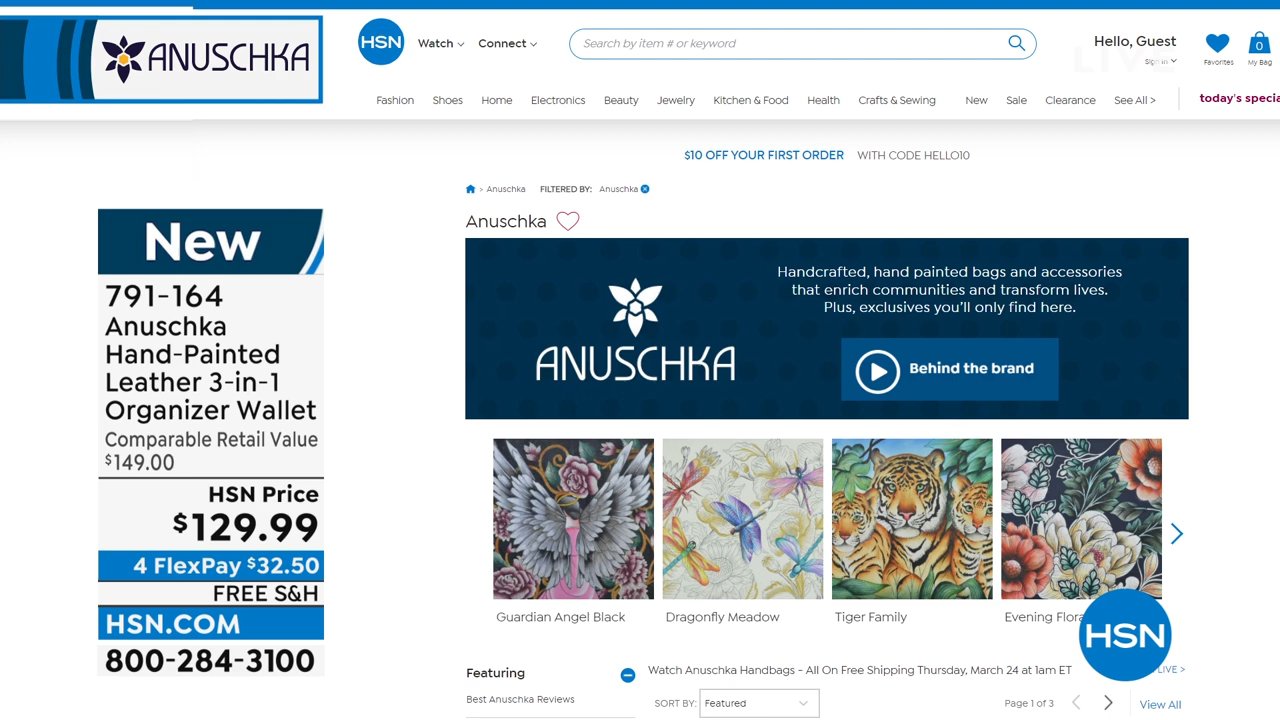 ANUSCHKA
HSN
Watch
Connect
Search by item # or keyword
LIVE
Hello, Guest
Sign in
Favorites
0
My Bag
Fashion
Shoes
Home
Electronics
Beauty
Jewelry
Kitchen & Food
Health
Crafts & Sewing
New
Sale
Clearance
See All >
today's specia
$10 OFF YOUR FIRST ORDER WITH CODE HELLO10
> Anuschka FILTERED BY: Anuschka
Anuschka
ANUSCHKA
Handcrafted, hand painted bags and accessories
that enrich communities and transform lives.
Plus, exclusives you'll only find here.
Behind the brand
New
791-164
Anuschka
Hand-Painted
Leather 3-in-1
Organizer Wallet
Comparable Retail Value
$149.00
HSN Price
$129.99
4 FlexPay $32.50
FREE S&H
HSN.COM
800-284-3100
Guardian Angel Black
Dragonfly Meadow
Tiger Family
Evening Flora
HSN
Featuring
Best Anuschka Reviews
Watch Anuschka Handbags - All On Free Shipping Thursday, March 24 at 1am ET
LIVE >
SORT BY: Featured
Page 1 of 3
View All